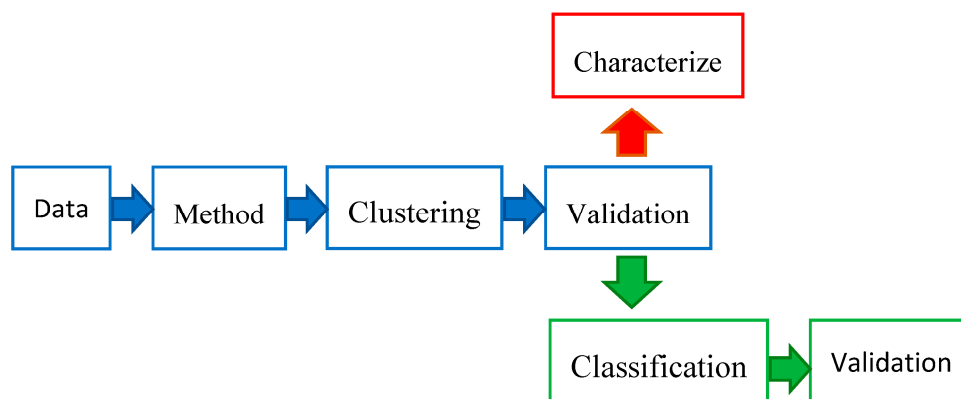 Characterize
Data
Method
Clustering
Validation
Classification
Validation